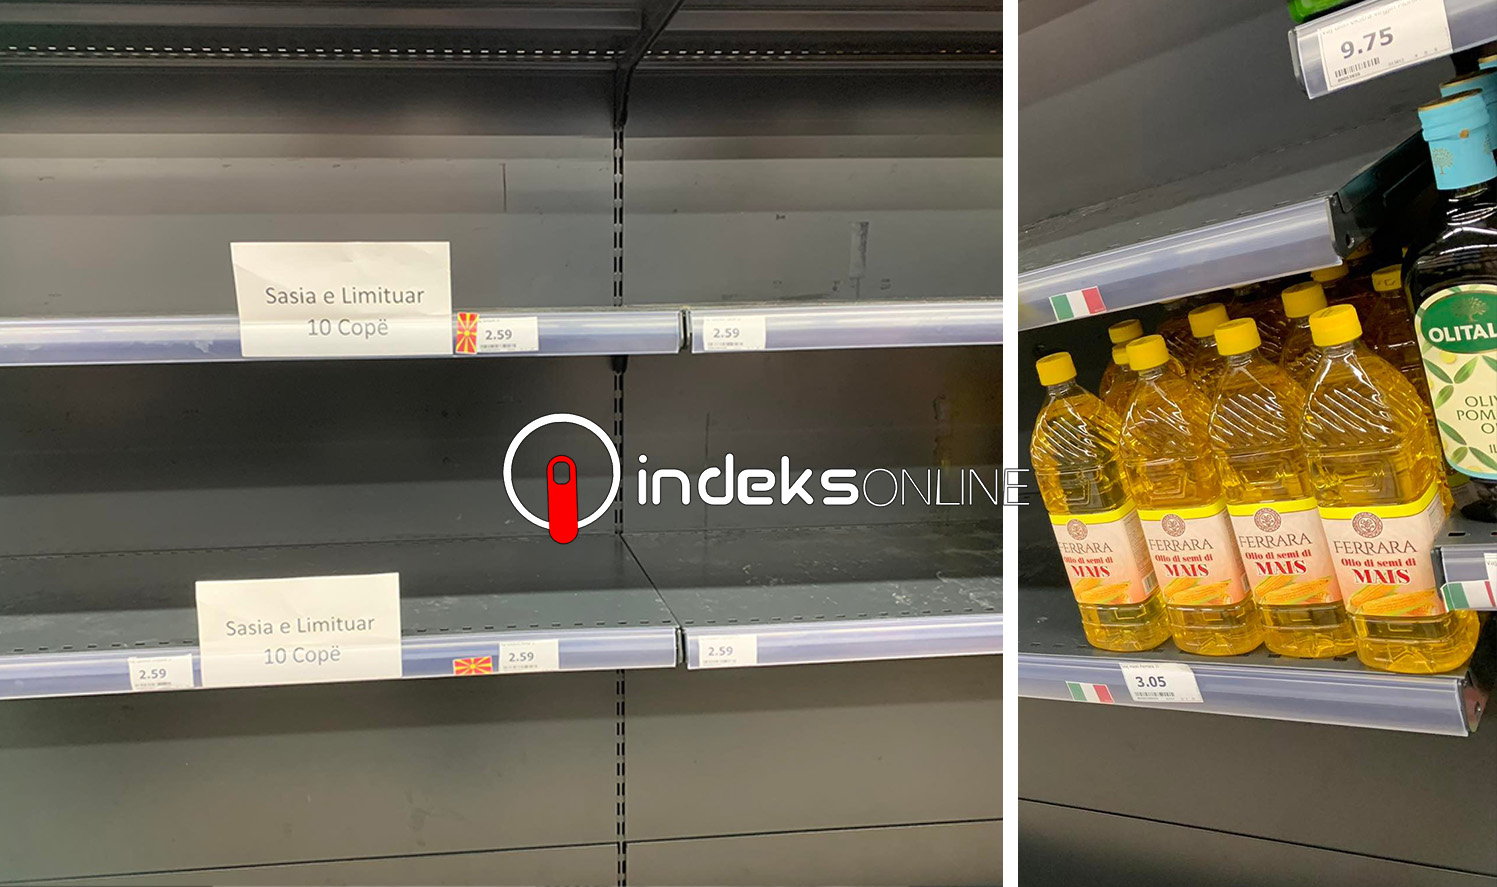 Sasia e Limituar
10 Copë
2.59
2.59
Sasia e Limituar
10 Copë
2.59
2.59
2.59
indeksONLINE
9.75
OLITAL
OLIV
POM
O
FERRARA
Olio di semi di
MAIS
FERRARA
Olio di semi di
MAIS
FERRARA
Olio di semi di
MAIS
FERRARA
Olio di semi di
MAIS
3.05